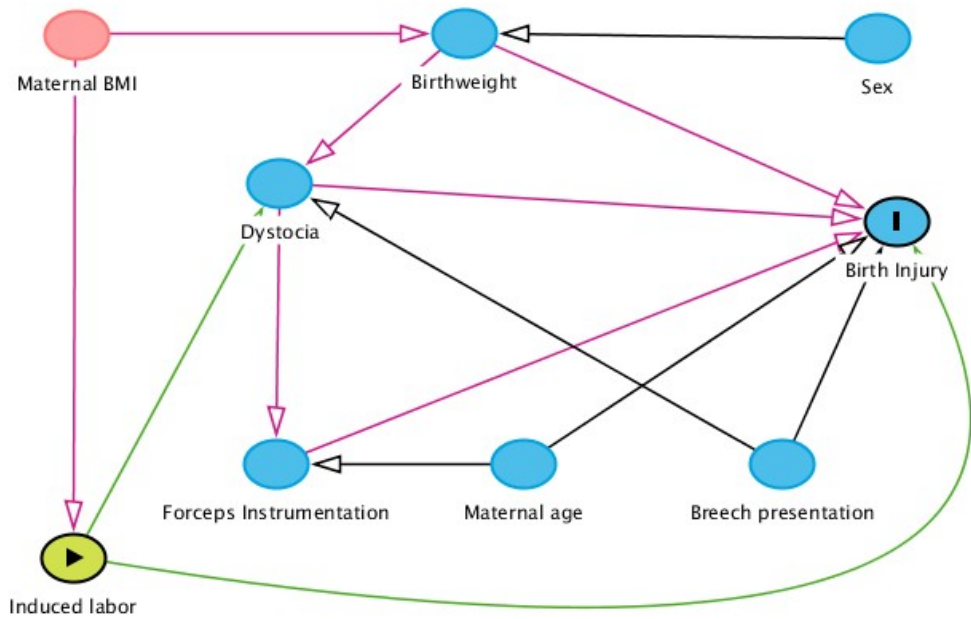 Maternal BMI
Birthweight
Sex
Dystocia
Birth Injury
Forceps Instrumentation
Maternal age
Breech presentation
Induced labor